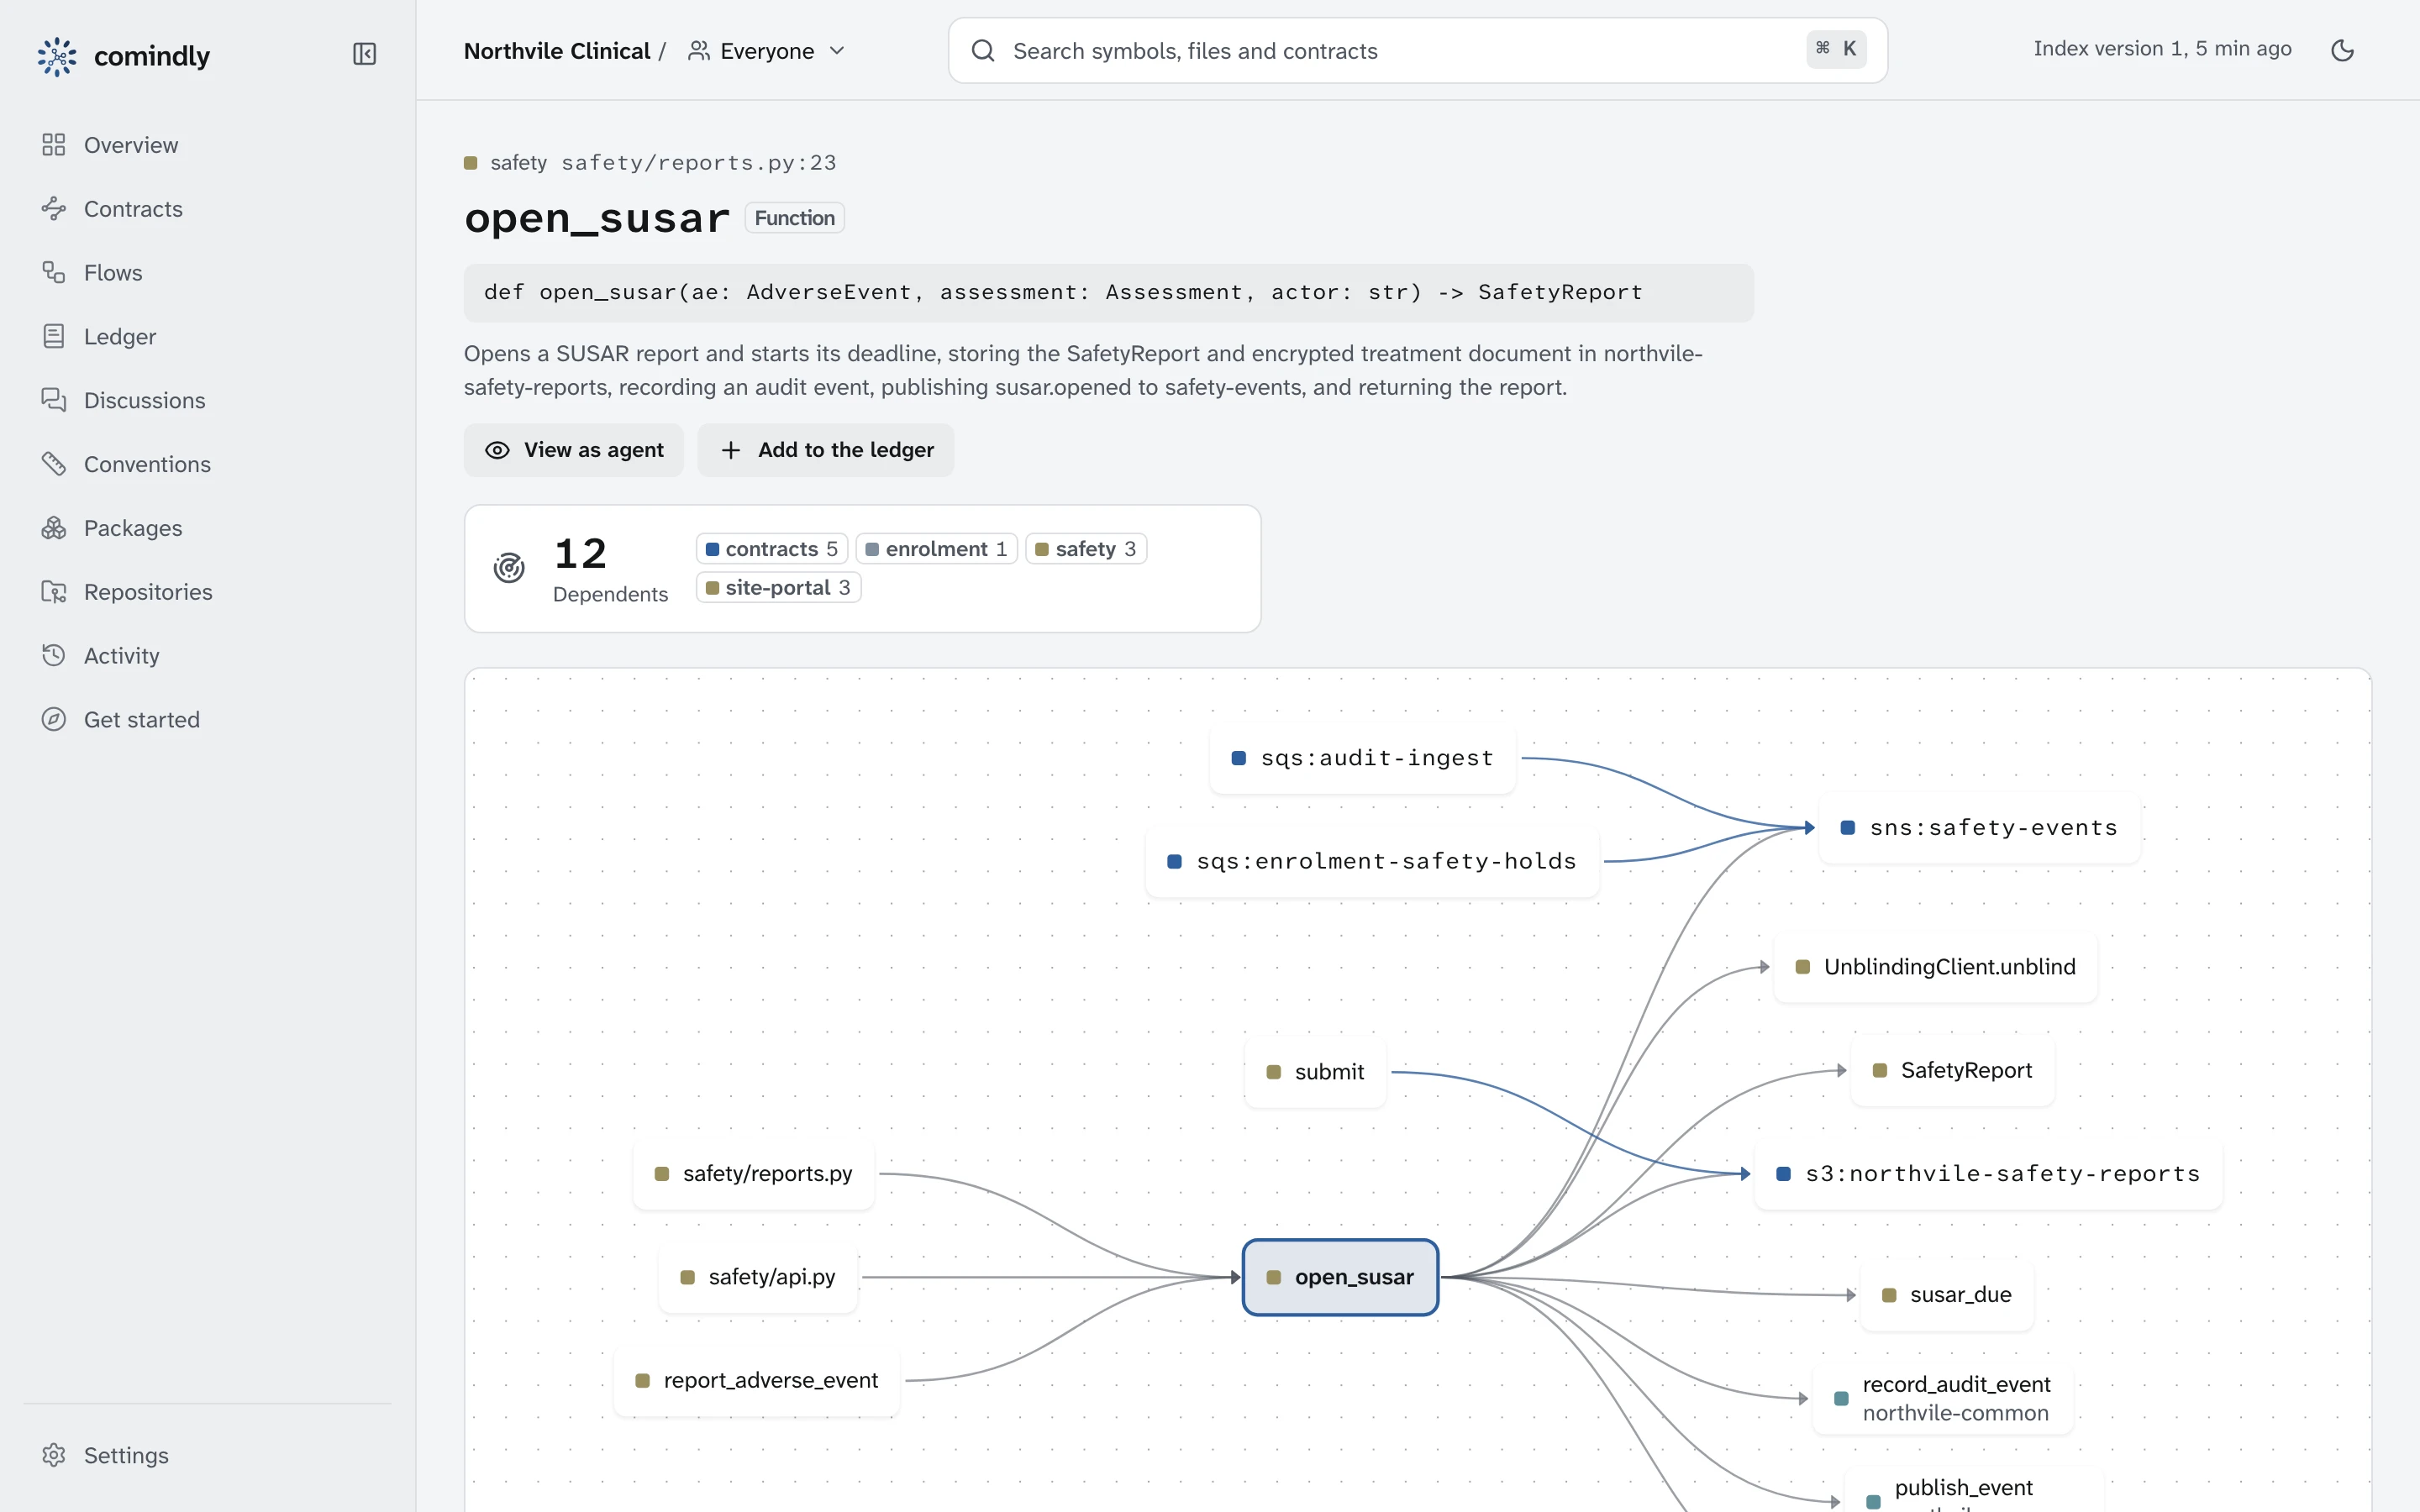 comindly
Overview
Contracts
Flows
Ledger
Discussions
Conventions
Packages
Repositories
Activity
Get started
Settings
Northvile Clinical / Everyone
Search symbols, files and contracts
⌘ K
Index version 1, 5 min ago
safety safety/reports.py:23
open_susar Function
def open_susar(ae: AdverseEvent, assessment: Assessment, actor: str) -> SafetyReport
Opens a SUSAR report and starts its deadline, storing the SafetyReport and encrypted treatment document in northvile-
safety-reports, recording an audit event, publishing susar.opened to safety-events, and returning the report.
View as agent
Add to the ledger
12
Dependents
contracts 5
enrolment 1
safety 3
site-portal 3
sqs:audit-ingest
sns:safety-events
sqs:enrolment-safety-holds
UnblindingClient.unblind
submit
SafetyReport
safety/reports.py
s3:northvile-safety-reports
safety/api.py
open_susar
susar_due
report_adverse_event
record_audit_event
northvile-common
publish_event